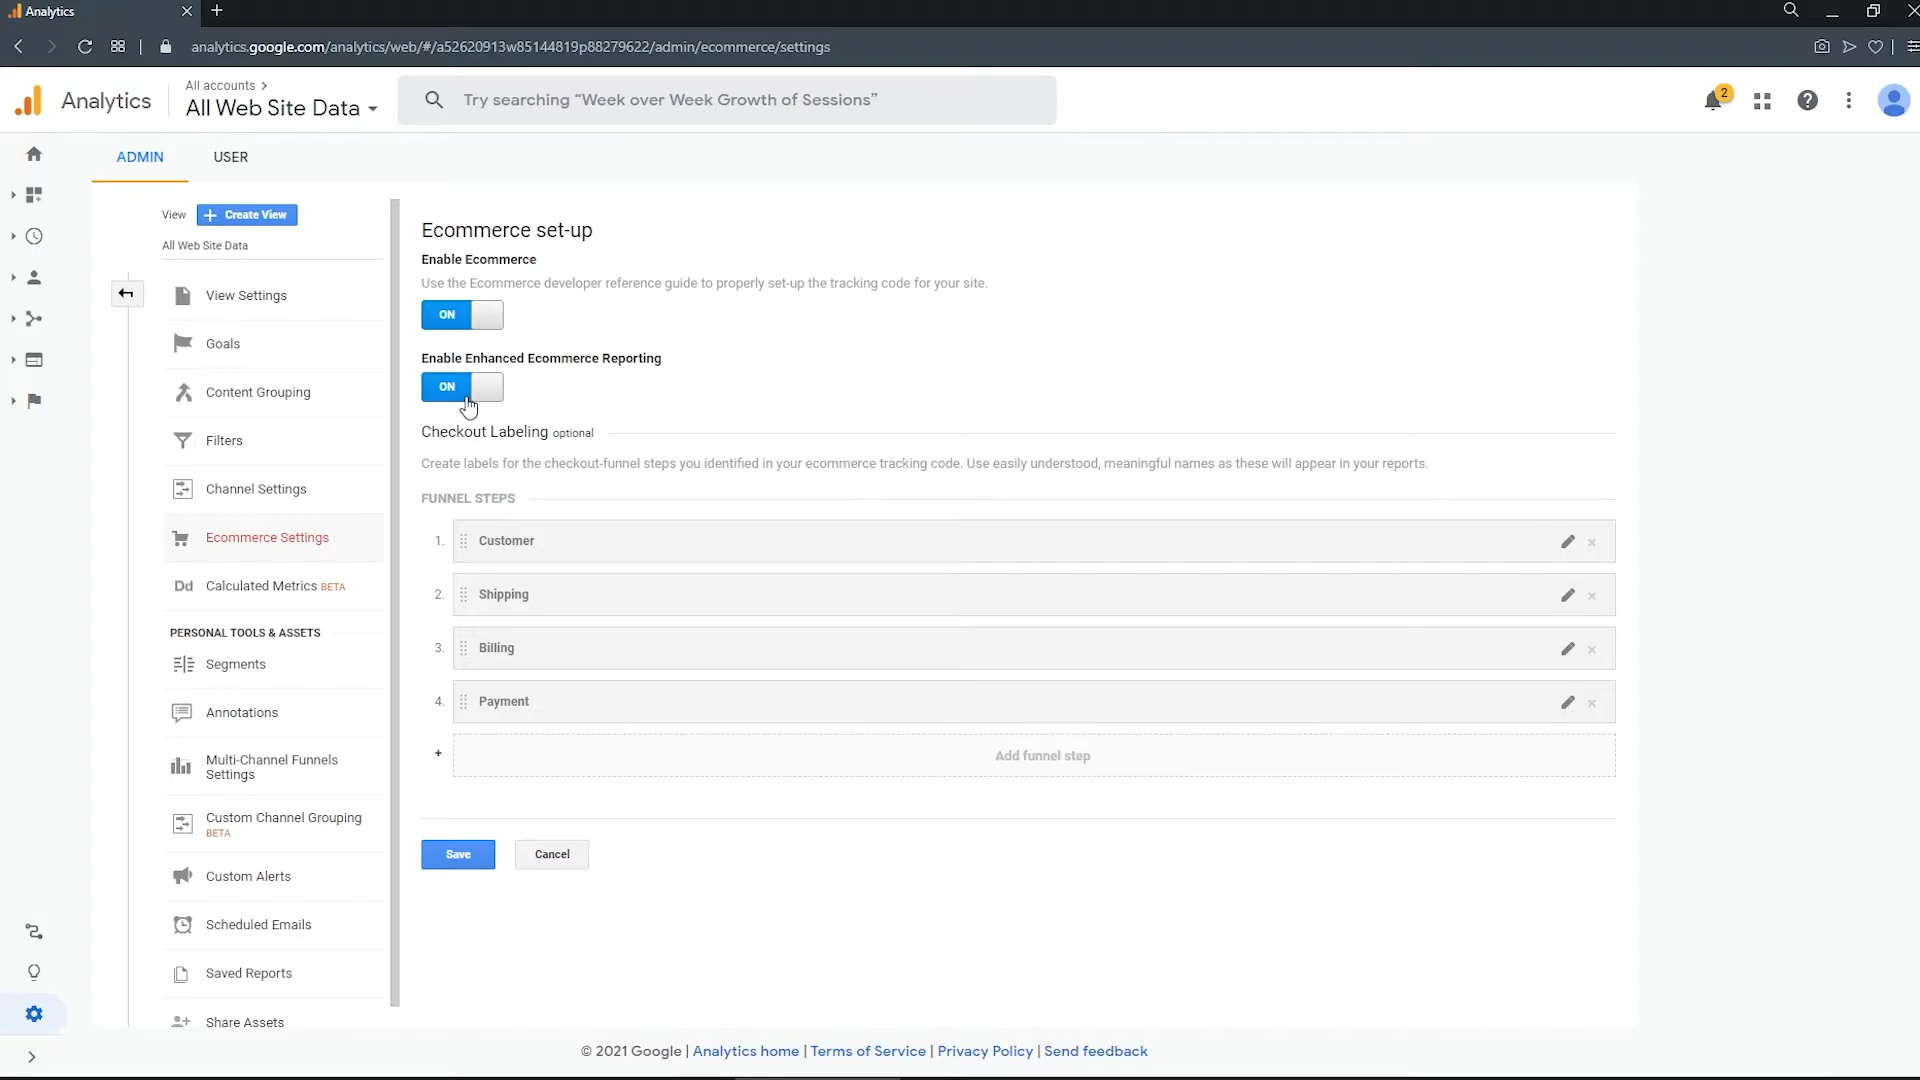 Analytics
analytics.google.com/analytics/web/#/a52620913w85144819p88279622/admin/ecommerce/settings
Analytics
All accounts >
All Web Site Data
Try searching “Week over Week Growth of Sessions”
2
ADMIN
USER
View
+ Create View
All Web Site Data
View Settings
Goals
Content Grouping
Filters
Channel Settings
Ecommerce Settings
Dd Calculated Metrics BETA
PERSONAL TOOLS & ASSETS
Segments
Annotations
Multi-Channel Funnels
Settings
Custom Channel Grouping
BETA
Custom Alerts
Scheduled Emails
Saved Reports
Share Assets
Ecommerce set-up
Enable Ecommerce
Use the Ecommerce developer reference guide to properly set-up the tracking code for your site.
ON
Enable Enhanced Ecommerce Reporting
ON
Checkout Labeling optional
Create labels for the checkout-funnel steps you identified in your ecommerce tracking code. Use easily understood, meaningful names as these will appear in your reports.
FUNNEL STEPS
1. Customer
2. Shipping
3. Billing
4. Payment
+ Add funnel step
Save
Cancel
© 2021 Google | Analytics home | Terms of Service | Privacy Policy | Send feedback